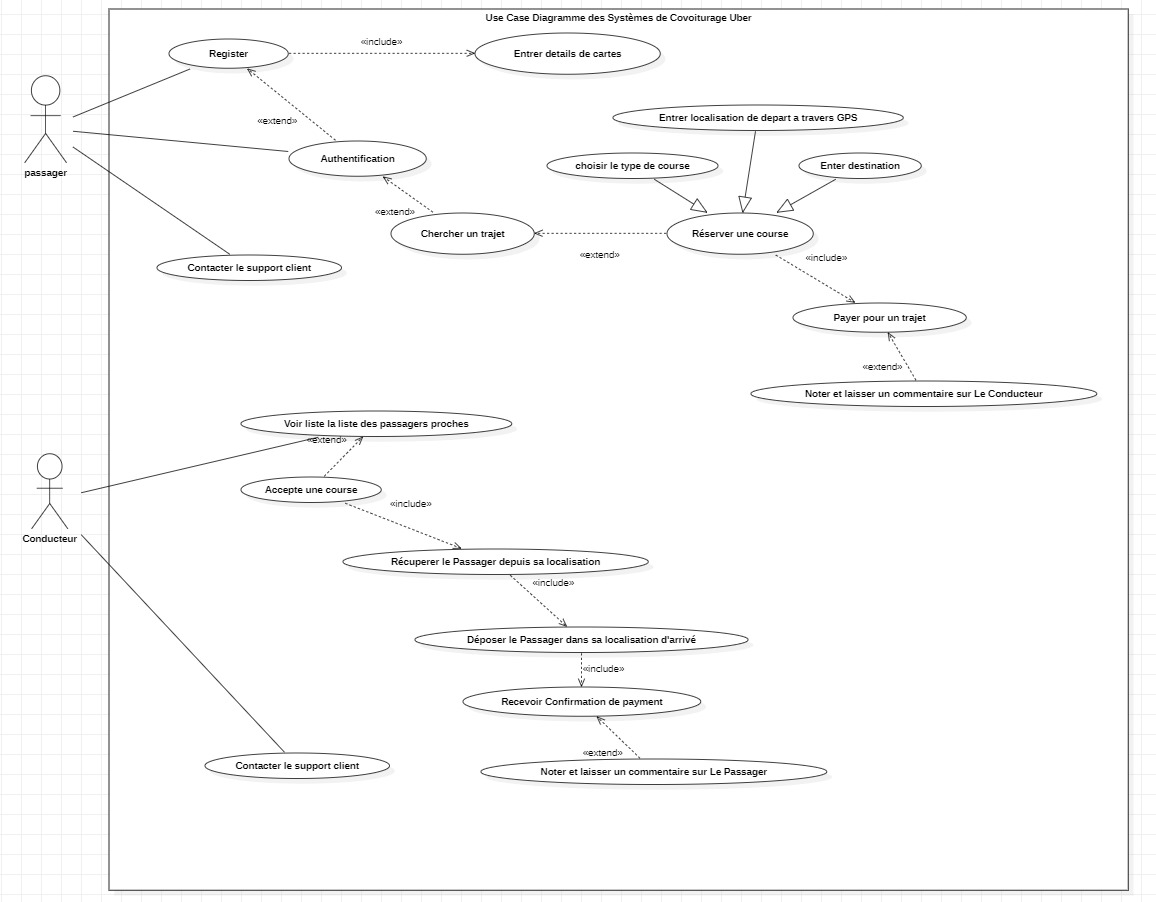 Use Case Diagramme des Systèmes de Covoiturage Uber
Register
«include»
Entrer details de cartes
passager
«extend»
Authentification
Entrer localisation de depart a travers GPS
choisir le type de course
Enter destination
«extend»
Chercher un trajet
«extend»
Réserver une course
Contacter le support client
«include»
Payer pour un trajet
«extend»
Noter et laisser un commentaire sur Le Conducteur
Voir liste la liste des passagers proches
«extend»
Conducteur
Accepte une course
«include»
Récuperer le Passager depuis sa localisation
«include»
Déposer le Passager dans sa localisation d'arrivé
«include»
Recevoir Confirmation de payment
«extend»
Contacter le support client
Noter et laisser un commentaire sur Le Passager